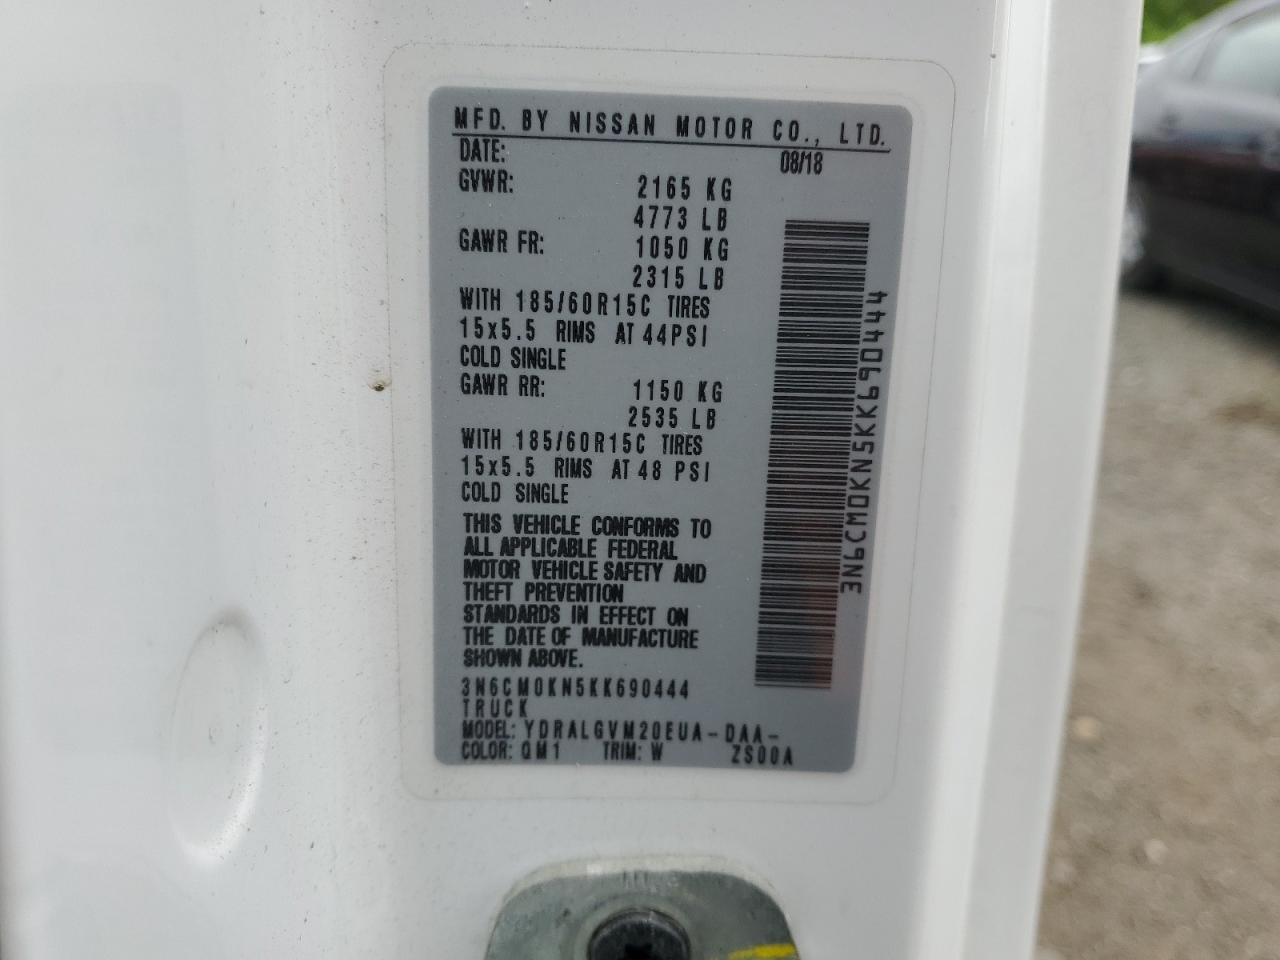 MFD. BY NISSAN MOTOR CO., LTD.
DATE: 08/18
GVWR: 2165 KG
4773 LB
GAWR FR: 1050 KG
2315 LB
WITH 185/60R15C TIRES
15x5.5 RIMS AT 44PSI
COLD SINGLE
GAWR RR: 1150 KG
2535 LB
WITH 185/60R15C TIRES
15x5.5 RIMS AT 48 PSI
COLD SINGLE
THIS VEHICLE CONFORMS TO
ALL APPLICABLE FEDERAL
MOTOR VEHICLE SAFETY AND
THEFT PREVENTION
STANDARDS IN EFFECT ON
THE DATE OF MANUFACTURE
SHOWN ABOVE.
3N6CM0KN5KK690444
TRUCK
MODEL: YDRALGVM20EUA-DAA-
COLOR: QM1 TRIM: W ZS00A
3N6CM0KN5KK690444